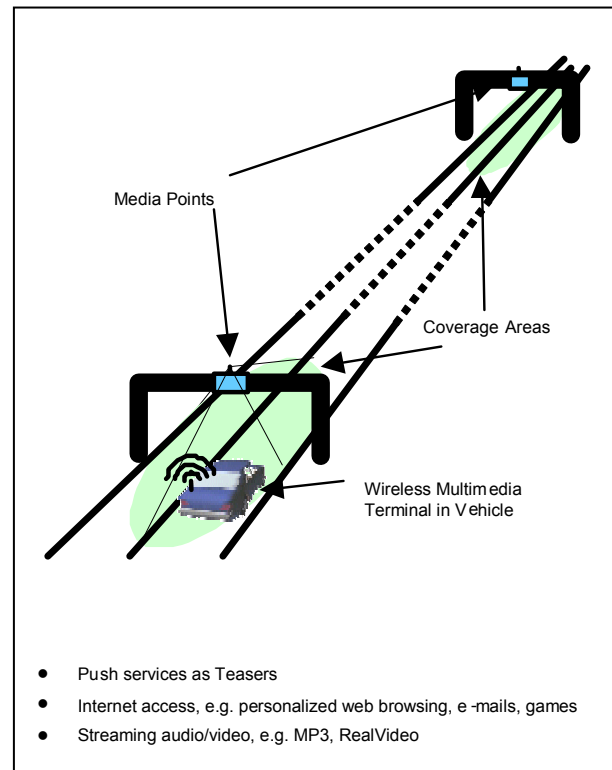 Media Points
Coverage Areas
Wireless Multimedia
Terminal in Vehicle
● Push services as Teasers
● Internet access, e.g. personalized web browsing, e -mails, games
● Streaming audio/video, e.g. MP3, RealVideo